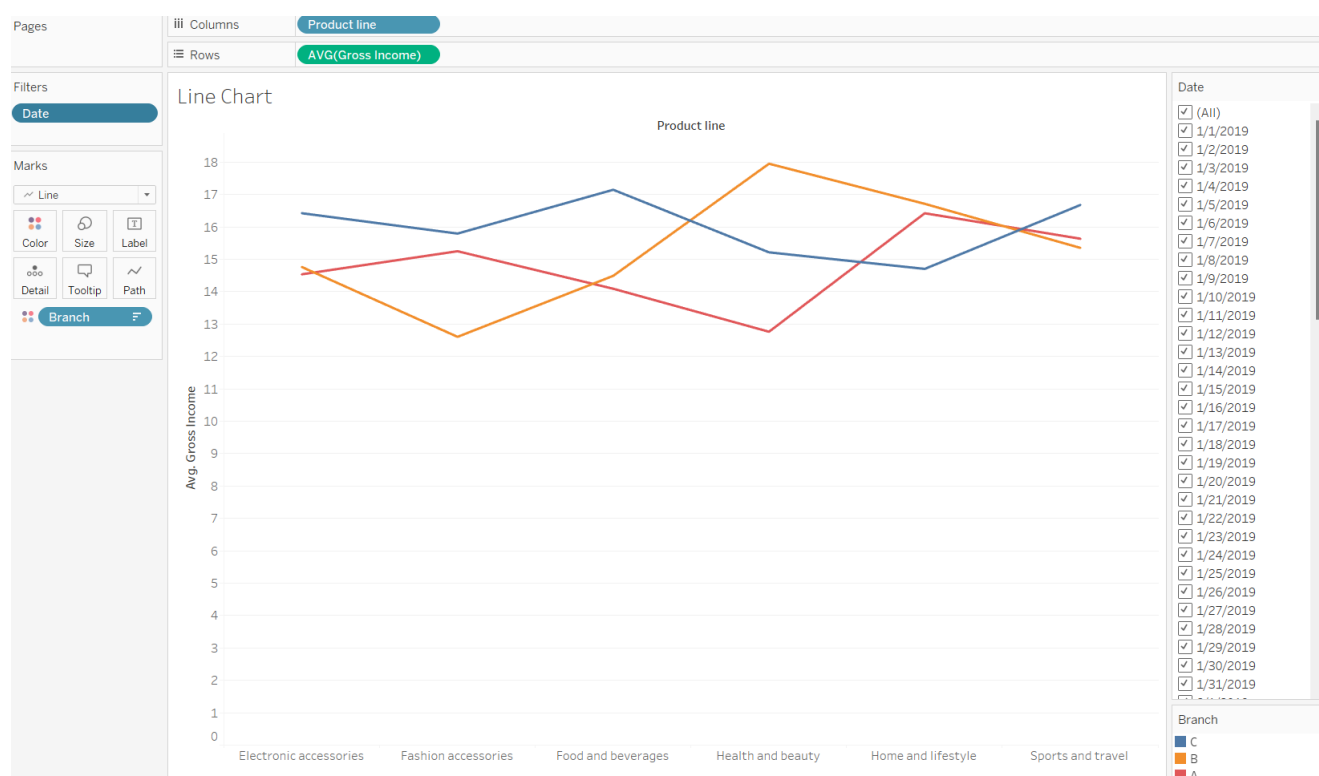 Pages
Columns
Product line
Rows
AVG(Gross Income)
Filters
Date
Marks
Line
Color
Size
T
Label
Detail
Tooltip
Path
Branch
Line Chart
Product line
18
17
16
15
14
13
12
11
10
9
8
7
6
5
4
3
2
1
0
Avg. Gross Income
Electronic accessories
Fashion accessories
Food and beverages
Health and beauty
Home and lifestyle
Sports and travel
Date
(All)
1/1/2019
1/2/2019
1/3/2019
1/4/2019
1/5/2019
1/6/2019
1/7/2019
1/8/2019
1/9/2019
1/10/2019
1/11/2019
1/12/2019
1/13/2019
1/14/2019
1/15/2019
1/16/2019
1/17/2019
1/18/2019
1/19/2019
1/20/2019
1/21/2019
1/22/2019
1/23/2019
1/24/2019
1/25/2019
1/26/2019
1/27/2019
1/28/2019
1/29/2019
1/30/2019
1/31/2019
Branch
C
B
A